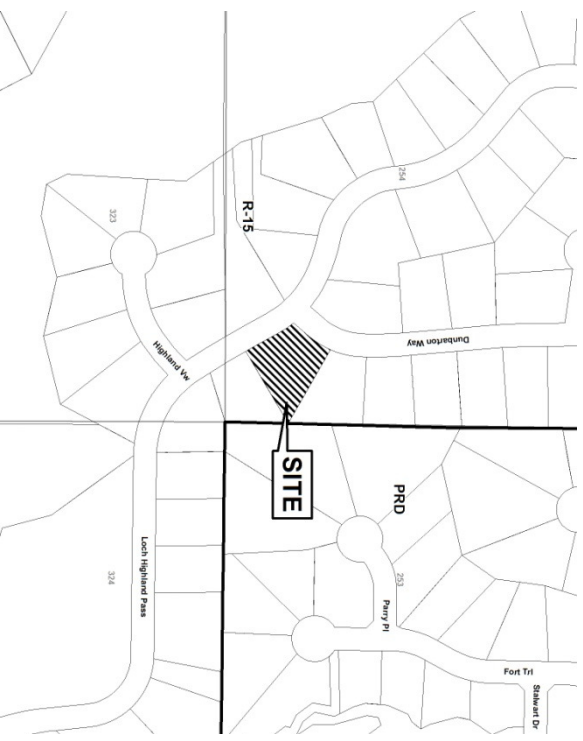 254
R-15
323
Highland Vw
Dunbarton Way
SITE
PRD
253
Parry Pl
Loch Highland Pass
324
Fort Trl
Stalwart Dr